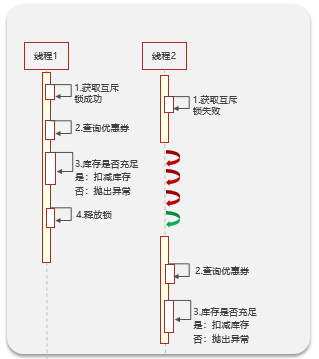 线程1
线程2
1.获取互斥
锁成功
1.获取互斥
锁失败
2.查询优惠券
3.库存是否充足
是：扣减库存
否：抛出异常
4.释放锁
2.查询优惠券
3.库存是否充足
是：扣减库存
否：抛出异常